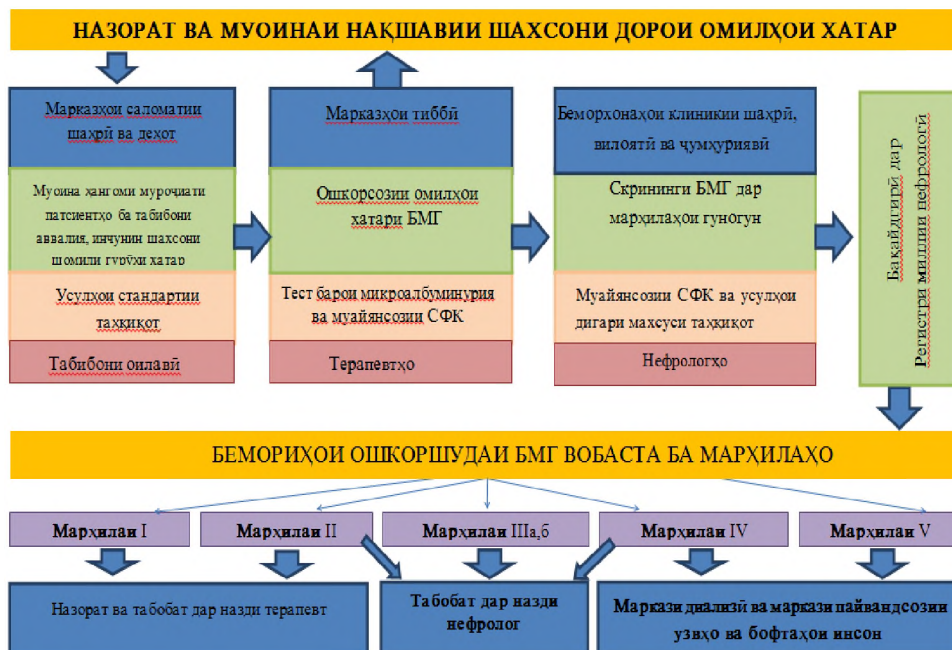 НАЗОРАТ ВА МУОИНАИ НАҚШАВИИ ШАХСОНИ ДОРОИ ОМИЛҲОИ ХАТАР
Марказҳои саломатии
шаҳрӣ ва деҳот
Муоина ҳангоми муроҷиати
патсиентҳо ба табибони
аввалия, инчунин шахсони
шомили гурӯҳи хатар
Усулҳои стандартии
таҳқиқот
Табибони оилавӣ
Марказҳои тиббӣ
Ошкорсозии омилҳои
хатари БМГ
Тест барои микроалбуминурия
ва муайянсозии СФК
Терапевтҳо
Беморхонаҳои клиникии шаҳрӣ,
вилоятӣ ва ҷумҳуриявӣ
Скрининги БМГ дар
марҳилаҳои гуногун
Муайянсозии СФК ва усулҳои
дигари махсуси таҳқиқот
Нефрологҳо
Бақайдгирӣ дар
Регистри миллии нефрологӣ
БЕМОРИҲОИ ОШКОРШУДАИ БМГ ВОБАСТА БА МАРҲИЛАҲО
Марҳилаи I
Марҳилаи II
Марҳилаи IIIа,б
Марҳилаи IV
Марҳилаи V
Назорат ва табобат дар назди терапевт
Табобат дар назди
нефролог
Маркази диализӣ ва маркази пайвандсозии
узвҳо ва бофтаҳои инсон